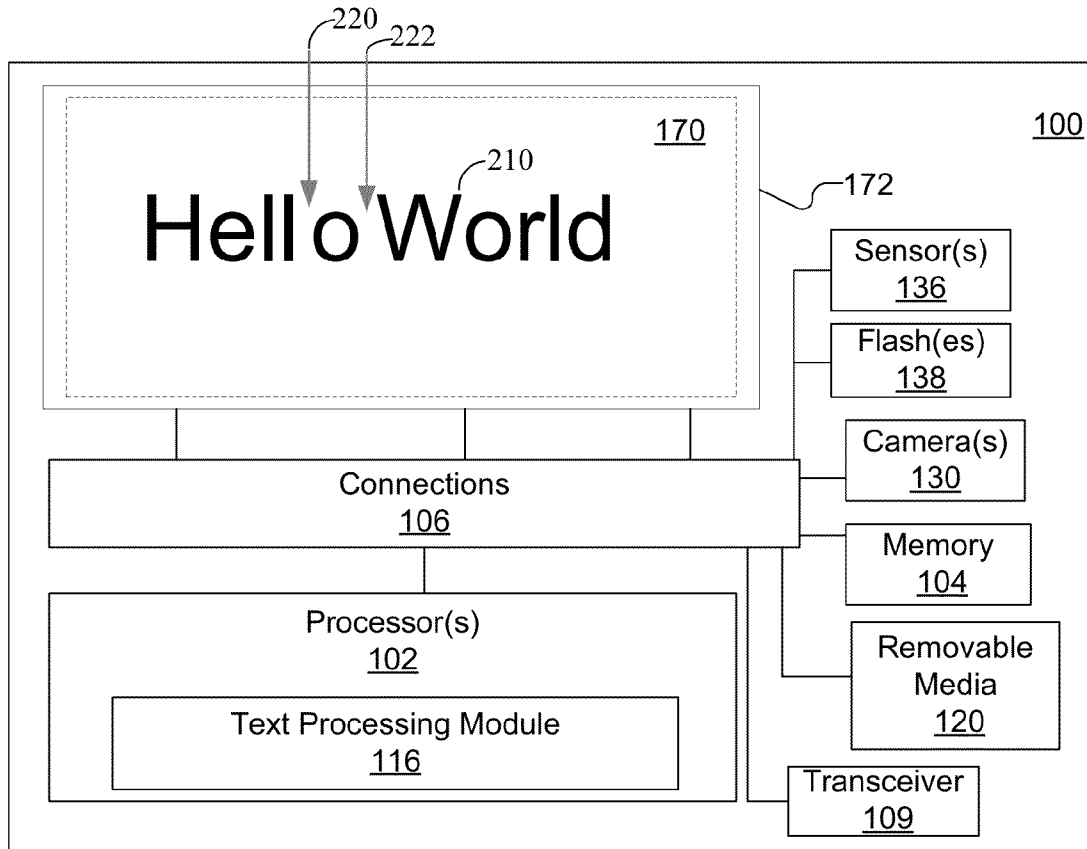 220
222
170
100
210
Hell o World
172
Sensor(s)
136
Flash(es)
138
Camera(s)
130
Connections
106
Memory
104
Processor(s)
102
Removable
Media
120
Text Processing Module
116
Transceiver
109